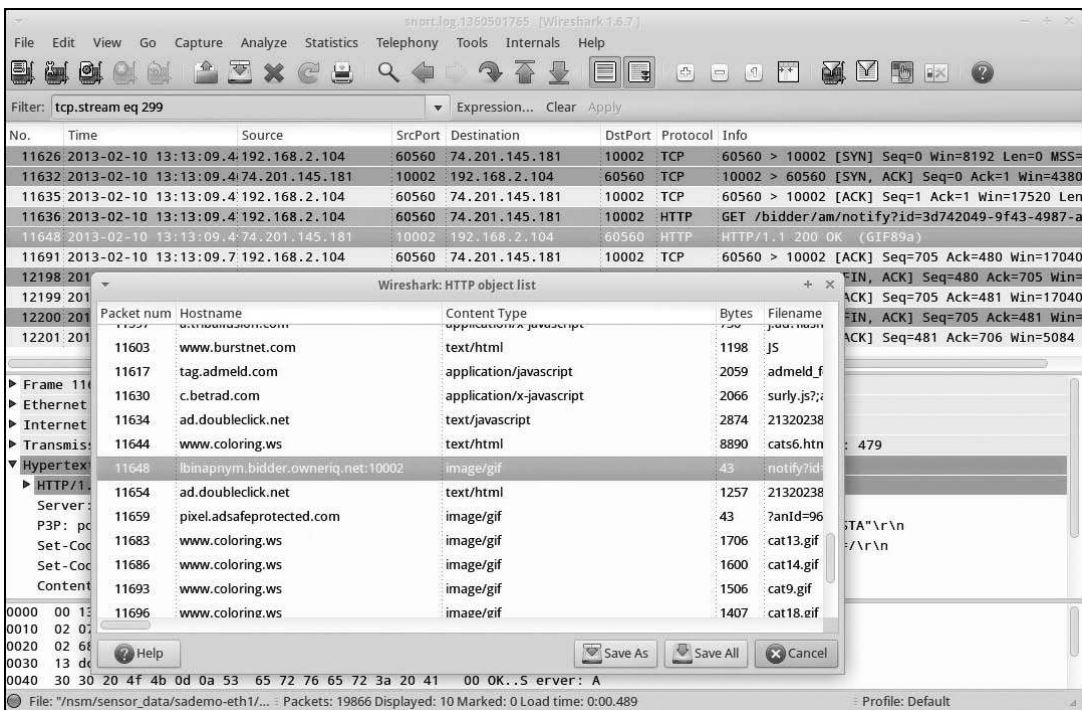 snort.log.1360501765 [Wireshark 1.6.7]
File Edit View Go Capture Analyze Statistics Telephony Tools Internals Help
Filter: tcp.stream eq 299 Expression... Clear Apply
No. Time Source SrcPort Destination DstPort Protocol Info
11626 2013-02-10 13:13:09.4 192.168.2.104 60560 74.201.145.181 10002 TCP 60560 > 10002 [SYN] Seq=0 Win=8192 Len=0 MSS=
11632 2013-02-10 13:13:09.4 74.201.145.181 10002 192.168.2.104 60560 TCP 10002 > 60560 [SYN, ACK] Seq=0 Ack=1 Win=4380
11635 2013-02-10 13:13:09.4 192.168.2.104 60560 74.201.145.181 10002 TCP 60560 > 10002 [ACK] Seq=1 Ack=1 Win=17520 Len
11636 2013-02-10 13:13:09.4 192.168.2.104 60560 74.201.145.181 10002 HTTP GET /bidder/am/notify?id=3d742049-9f43-4987-a
11648 2013-02-10 13:13:09.4 74.201.145.181 10002 192.168.2.104 60560 HTTP HTTP/1.1 200 OK (GIF89a)
11691 2013-02-10 13:13:09.7 192.168.2.104 60560 74.201.145.181 10002 TCP 60560 > 10002 [ACK] Seq=705 Ack=480 Win=17040
12198 201 FIN, ACK] Seq=480 Ack=705 Win=
12199 201 ACK] Seq=705 Ack=481 Win=17040
12200 201 FIN, ACK] Seq=705 Ack=481 Win=
12201 201 ACK] Seq=481 Ack=706 Win=5084
Wireshark: HTTP object list
Packet num Hostname Content Type Bytes Filename
11603 www.burstnet.com text/html 1198 JS
11617 tag.admeld.com application/javascript 2059 admeld_f
11630 c.betrad.com application/x-javascript 2066 surly.js?;
11634 ad.doubleclick.net text/javascript 2874 21320238
11644 www.coloring.ws text/html 8890 cats6.htn
11648 lbinapnym.bidder.owneriq.net:10002 image/gif 43 notify?id
11654 ad.doubleclick.net text/html 1257 21320238
11659 pixel.adsafeprotected.com image/gif 43 ?anId=96
11683 www.coloring.ws image/gif 1706 cat13.gif
11686 www.coloring.ws image/gif 1600 cat14.gif
11693 www.coloring.ws image/gif 1506 cat9.gif
11696 www.coloring.ws image/gif 1407 cat18.gif
Help Save As Save All Cancel
Frame 116
Ethernet
Internet
Transmis : 479
Hypertex
HTTP/1.
Server:
P3P: po STA"\r\n
Set-Coo =/\r\n
Set-Coo
Content
0000 00 13
0010 02 07
0020 02 68
0030 13 dc
0040 30 30 20 4f 4b 0d 0a 53 65 72 76 65 72 3a 20 41 00 OK..S erver: A
File: "/nsm/sensor_data/sademo-eth1/... Packets: 19866 Displayed: 10 Marked: 0 Load time: 0:00.489 Profile: Default